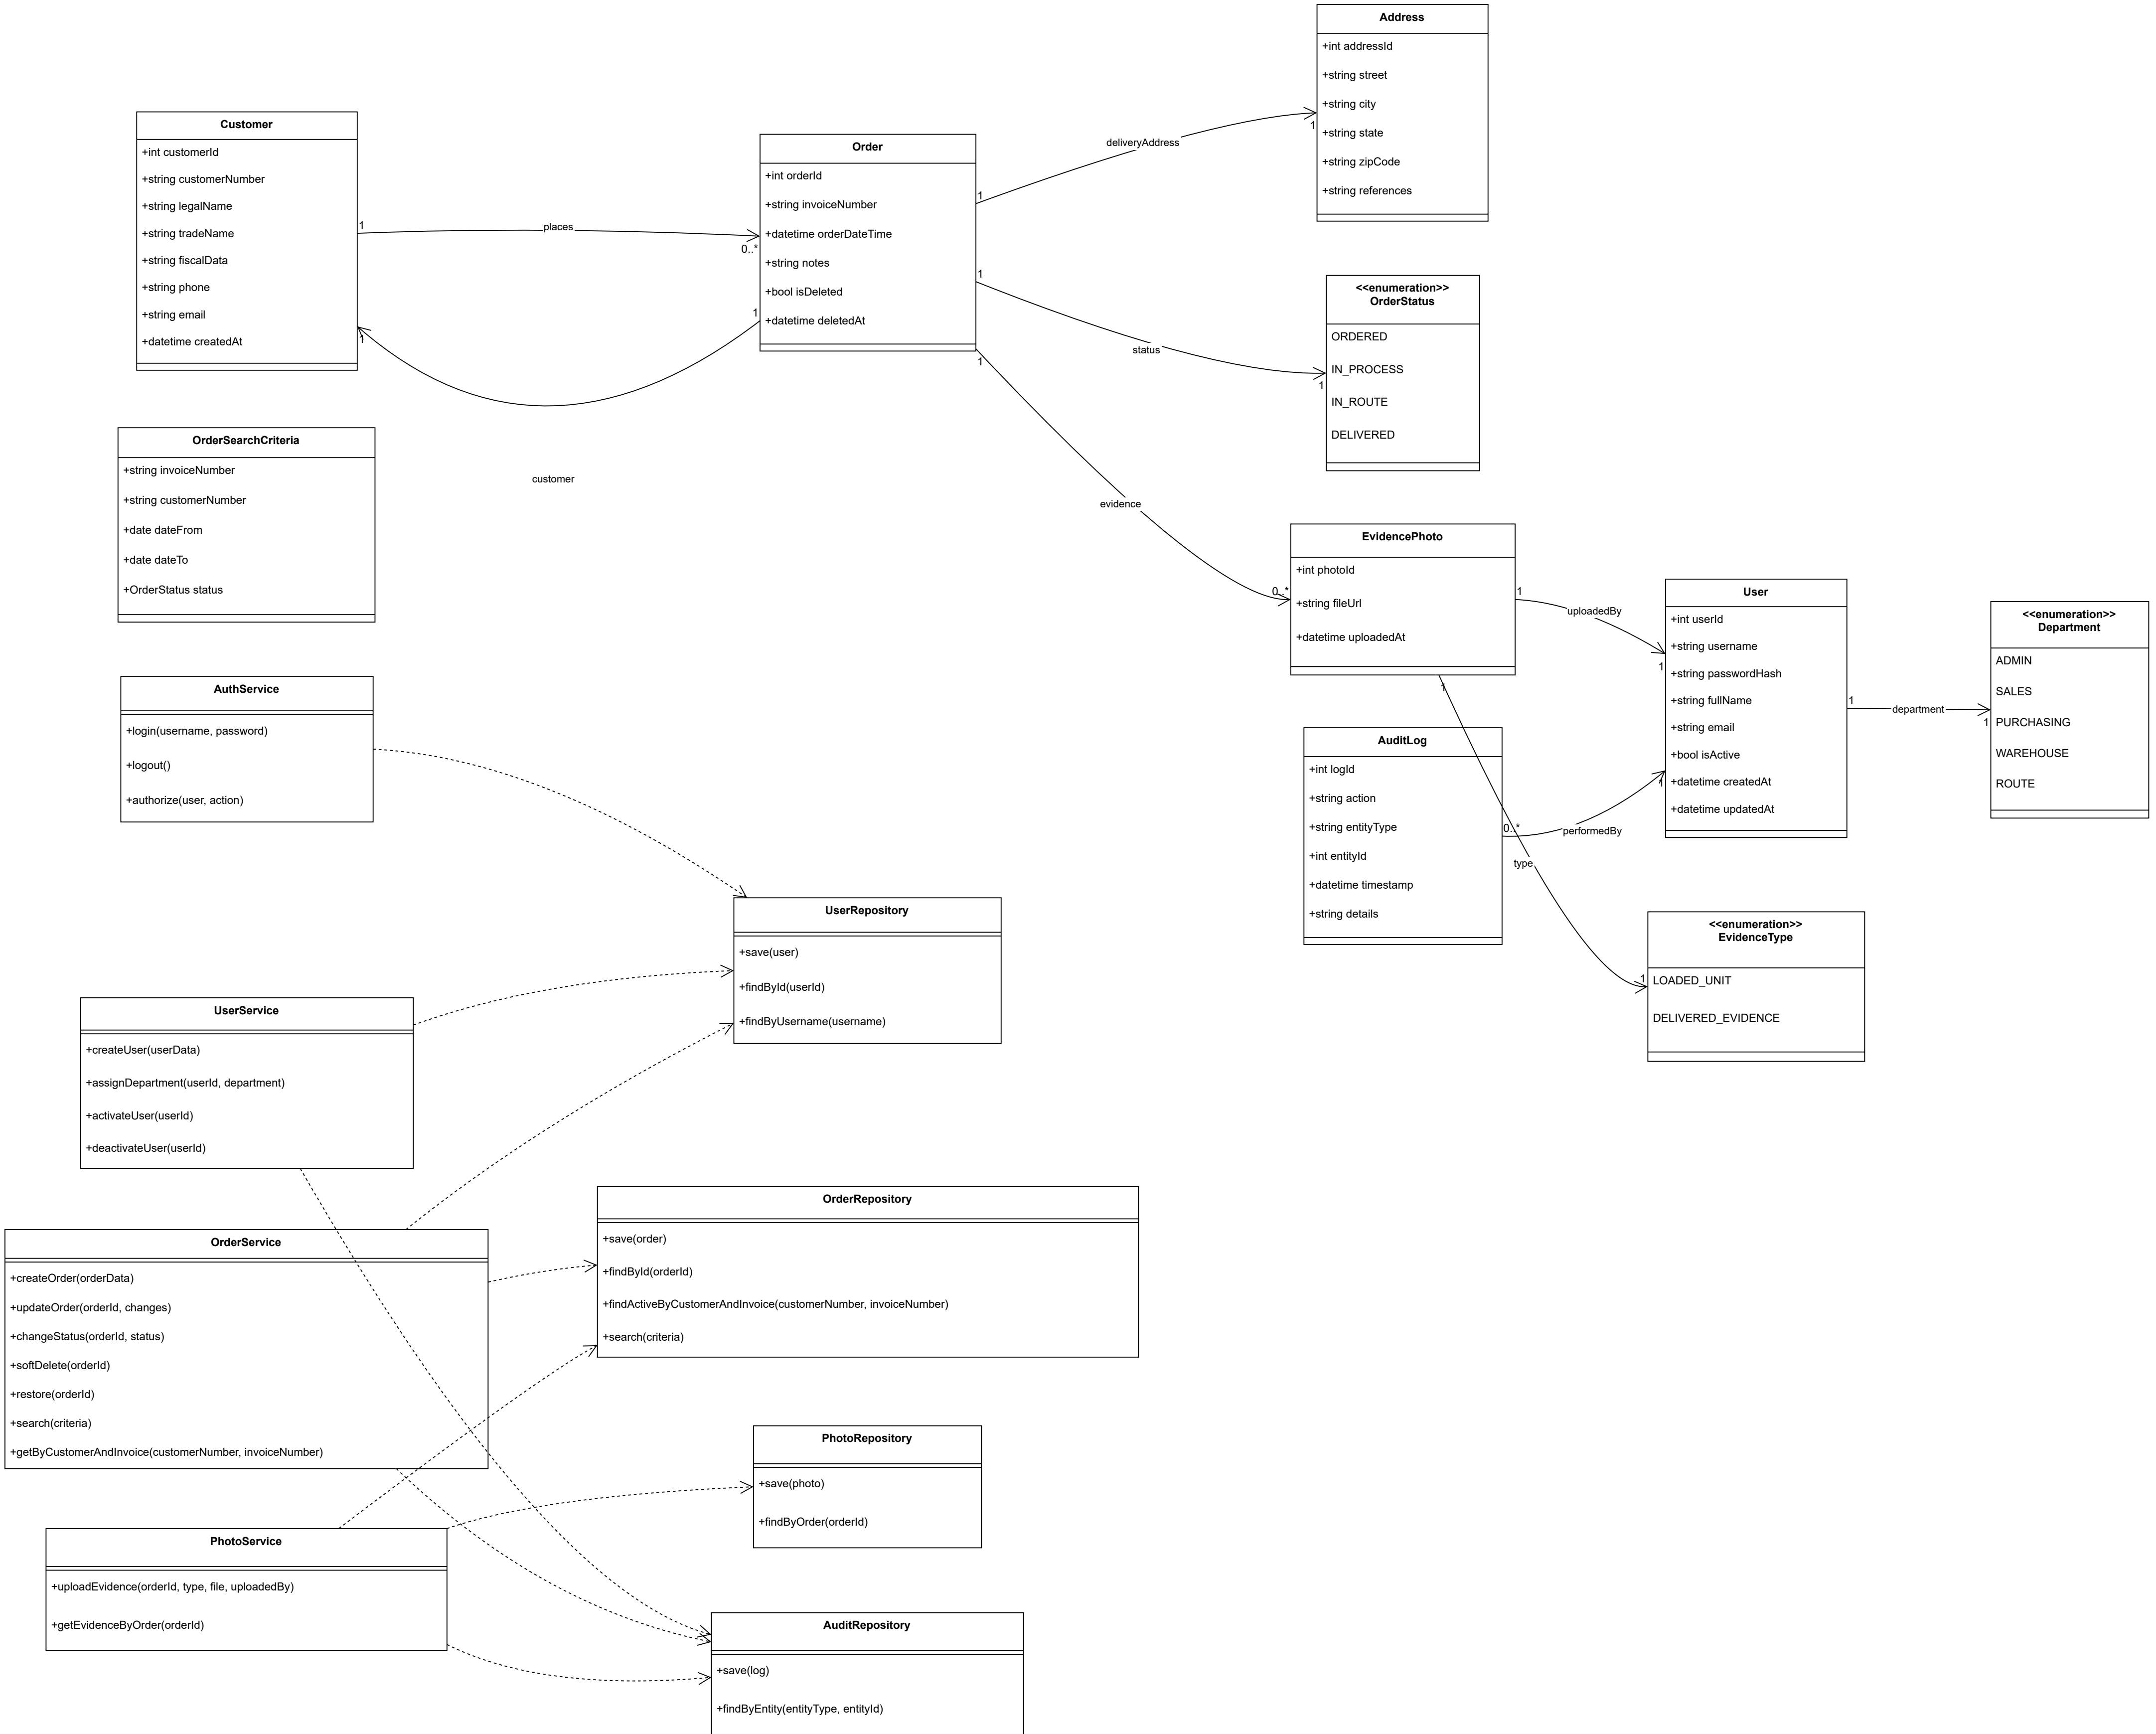 Address
+int addressId
+string street
+string city
+string state
+string zipCode
+string references
Customer
+int customerId
+string customerNumber
+string legalName
+string tradeName
+string fiscalData
+string phone
+string email
+datetime createdAt
1
places
0..*
Order
+int orderId
+string invoiceNumber
+datetime orderDateTime
+string notes
+bool isDeleted
+datetime deletedAt
1
deliveryAddress
1
1
status
1
1
customer
1
<<enumeration>>
OrderStatus
ORDERED
IN_PROCESS
IN_ROUTE
DELIVERED
1
evidence
0..*
OrderSearchCriteria
+string invoiceNumber
+string customerNumber
+date dateFrom
+date dateTo
+OrderStatus status
EvidencePhoto
+int photoId
+string fileUrl
+datetime uploadedAt
1
uploadedBy
1
User
+int userId
+string username
+string passwordHash
+string fullName
+string email
+bool isActive
+datetime createdAt
+datetime updatedAt
1
department
1
<<enumeration>>
Department
ADMIN
SALES
PURCHASING
WAREHOUSE
ROUTE
AuthService
+login(username, password)
+logout()
+authorize(user, action)
AuditLog
+int logId
+string action
+string entityType
+int entityId
+datetime timestamp
+string details
0..*
performedBy
1
1
type
1
<<enumeration>>
EvidenceType
LOADED_UNIT
DELIVERED_EVIDENCE
UserRepository
+save(user)
+findById(userId)
+findByUsername(username)
UserService
+createUser(userData)
+assignDepartment(userId, department)
+activateUser(userId)
+deactivateUser(userId)
OrderRepository
+save(order)
+findById(orderId)
+findActiveByCustomerAndInvoice(customerNumber, invoiceNumber)
+search(criteria)
OrderService
+createOrder(orderData)
+updateOrder(orderId, changes)
+changeStatus(orderId, status)
+softDelete(orderId)
+restore(orderId)
+search(criteria)
+getByCustomerAndInvoice(customerNumber, invoiceNumber)
PhotoRepository
+save(photo)
+findByOrder(orderId)
PhotoService
+uploadEvidence(orderId, type, file, uploadedBy)
+getEvidenceByOrder(orderId)
AuditRepository
+save(log)
+findByEntity(entityType, entityId)